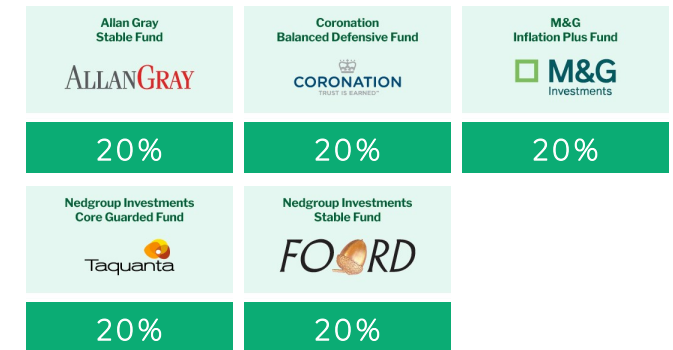 Allan Gray
Stable Fund
ALLANGRAY
20%
Coronation
Balanced Defensive Fund
CORONATION
TRUST IS EARNED™
20%
M&G
Inflation Plus Fund
M&G
Investments
20%
Nedgroup Investments
Core Guarded Fund
Taquanta
20%
Nedgroup Investments
Stable Fund
FOORD
20%